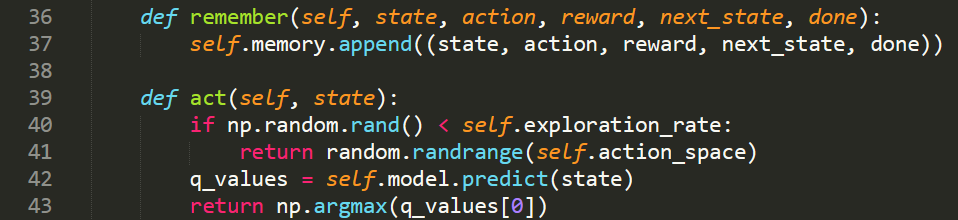 36 def remember(self, state, action, reward, next_state, done):
37 self.memory.append((state, action, reward, next_state, done))
38
39 def act(self, state):
40 if np.random.rand() < self.exploration_rate:
41 return random.randrange(self.action_space)
42 q_values = self.model.predict(state)
43 return np.argmax(q_values[0])